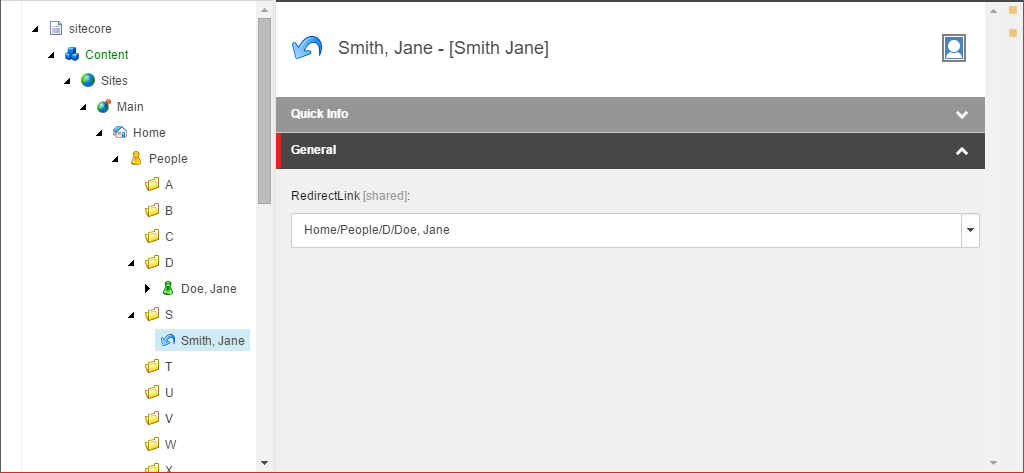 sitecore
Content
Sites
Main
Home
People
A
B
C
D
Doe, Jane
S
Smith, Jane
T
U
V
W
X
Smith, Jane - [Smith Jane]
Quick Info
General
RedirectLink [shared]:
Home/People/D/Doe, Jane